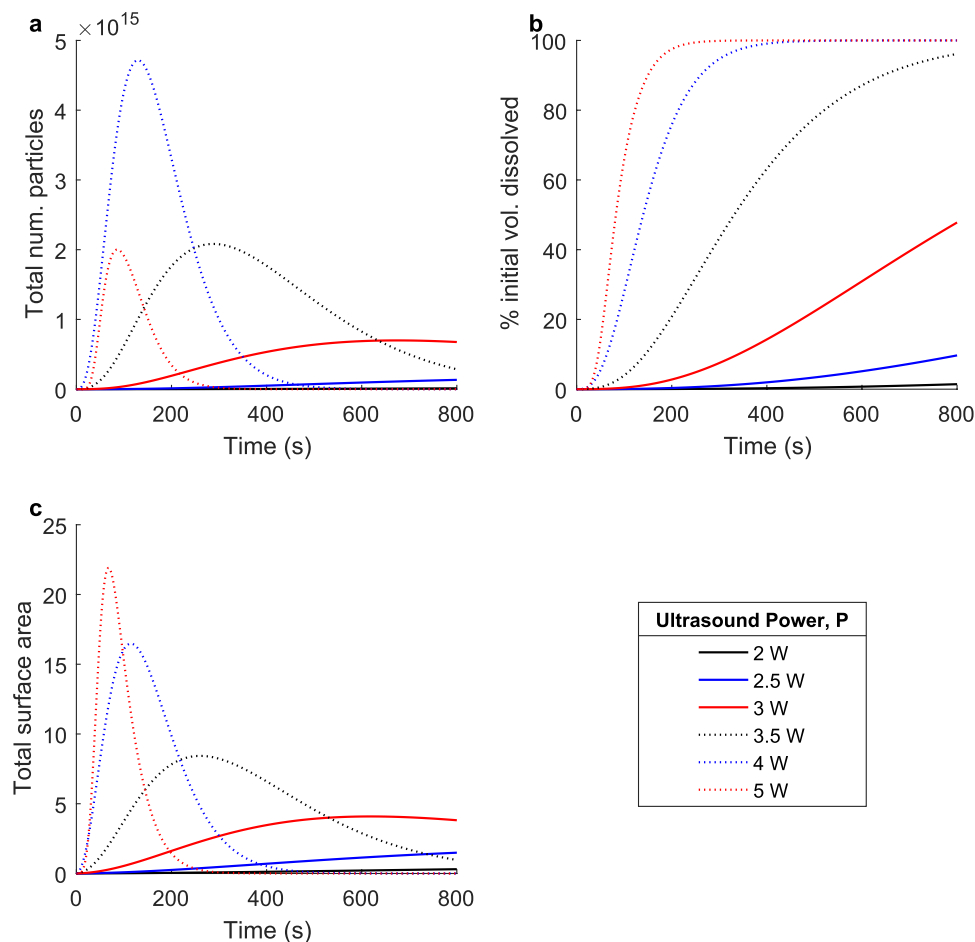 a
× 10^15
5
4
3
2
1
0
Total num. particles
0 200 400 600 800
Time (s)
b
100
80
60
40
20
0
% initial vol. dissolved
0 200 400 600 800
Time (s)
c
25
20
15
10
5
0
Total surface area
0 200 400 600 800
Time (s)
Ultrasound Power, P
2 W
2.5 W
3 W
3.5 W
4 W
5 W